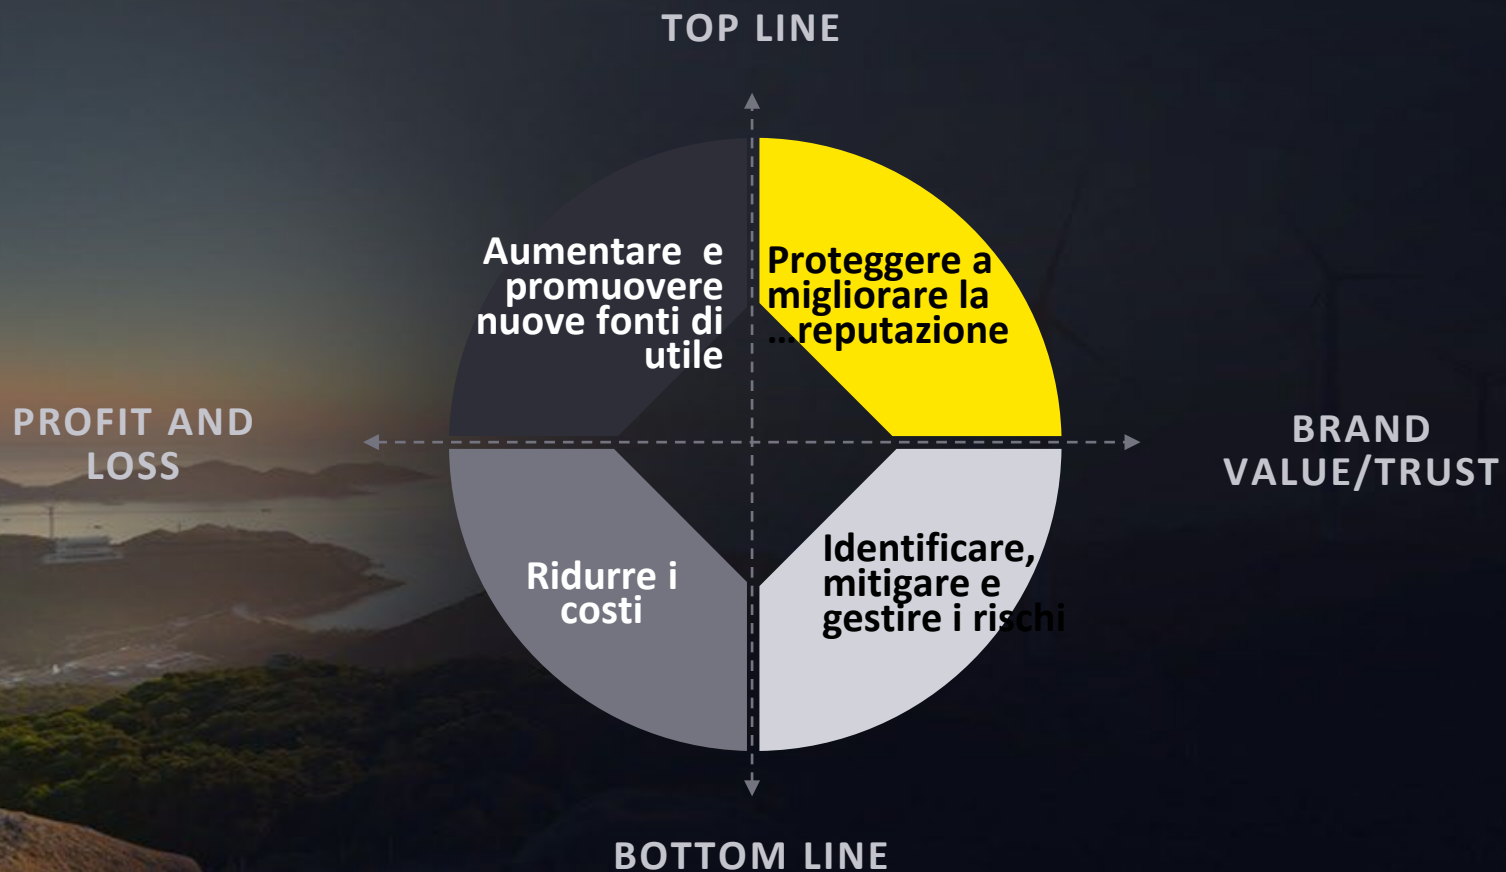 TOP LINE
Aumentare e
promuovere
nuove fonti di
utile
Proteggere a
migliorare la
...reputazione
PROFIT AND
LOSS
BRAND
VALUE/TRUST
Ridurre i
costi
Identificare,
mitigare e
gestire i rischi
BOTTOM LINE